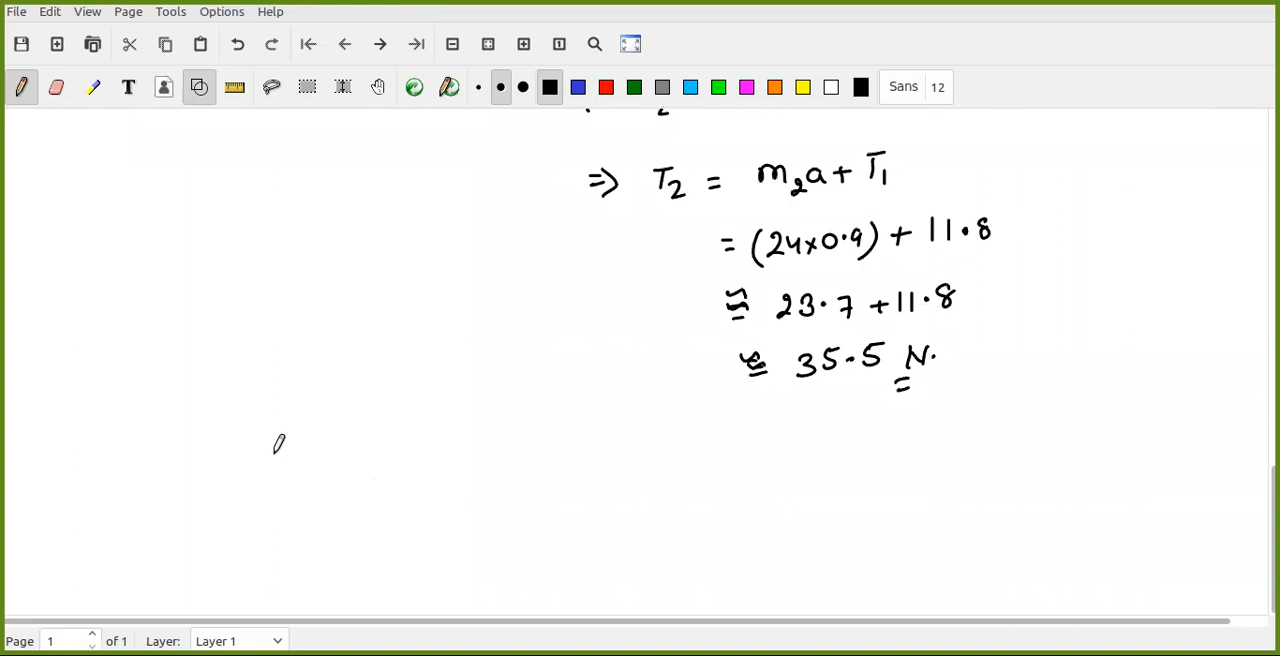 File Edit View Page Tools Options Help
Sans 12
2
⇒ T₂ = m₂a + T₁
= (24×0.9) + 11.8
≈ 23.7 + 11.8
≈ 35.5 N.
Page 1 of 1 Layer: Layer 1